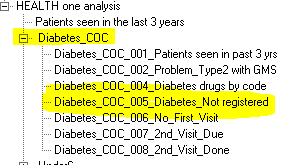 HEALTH one analysis
Patients seen in the last 3 years
Diabetes_COC
Diabetes_COC_001_Patients seen in past 3 yrs
Diabetes_COC_002_Problem_Type2 with GMS
Diabetes_COC_004_Diabetes drugs by code
Diabetes_COC_005_Diabetes_Not registered
Diabetes_COC_006_No_First_Visit
Diabetes_COC_007_2nd_Visit_Due
Diabetes_COC_008_2nd_Visit_Done